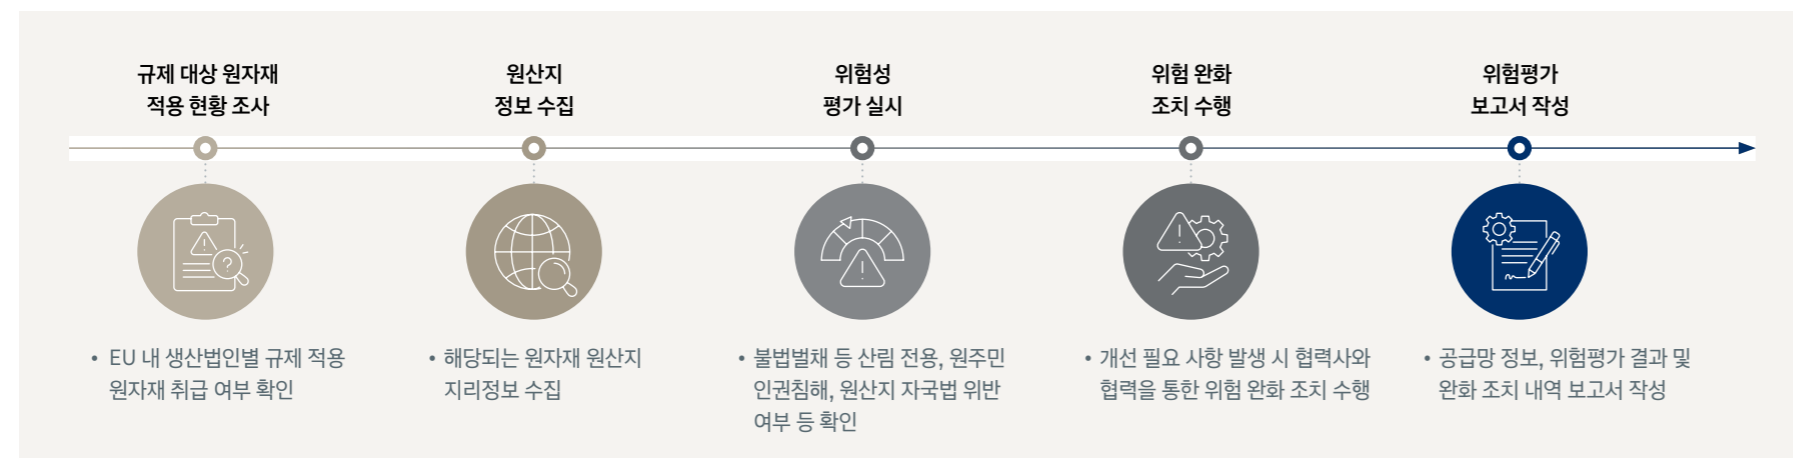 규제 대상 원자재
적용 현황 조사
원산지
정보 수집
위험성
평가 실시
위험 완화
조치 수행
위험평가
보고서 작성
?
• EU 내 생산법인별 규제 적용
원자재 취급 여부 확인
• 해당되는 원자재 원산지
지리정보 수집
• 불법벌채 등 산림 전용, 원주민
인권침해, 원산지 자국법 위반
여부 등 확인
• 개선 필요 사항 발생 시 협력사와
협력을 통한 위험 완화 조치 수행
• 공급망 정보, 위험평가 결과 및
완화 조치 내역 보고서 작성